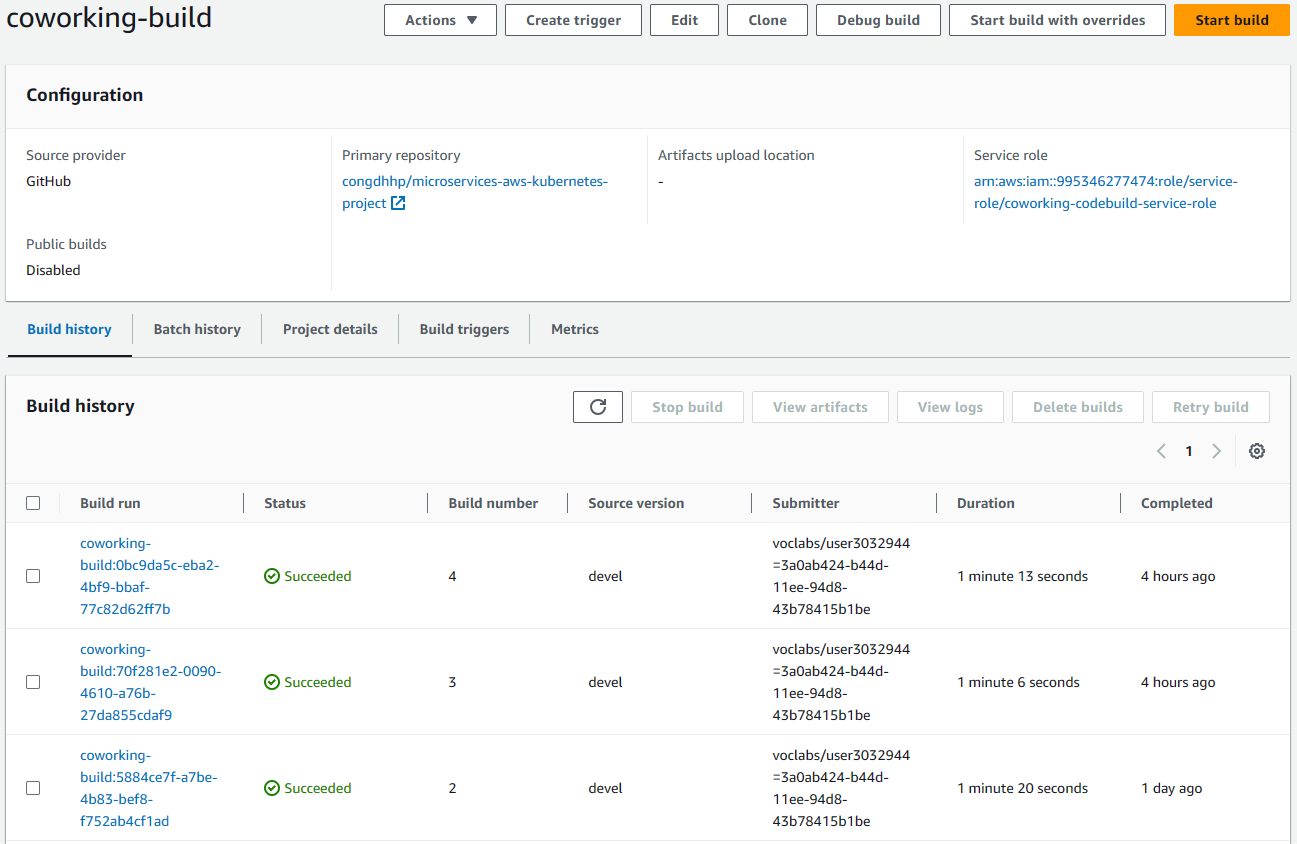 coworking-build
Actions
Create trigger
Edit
Clone
Debug build
Start build with overrides
Start build
Configuration
Source provider
GitHub
Primary repository
congdhhp/microservices-aws-kubernetes-
project
Artifacts upload location
-
Service role
arn:aws:iam::995346277474:role/service-
role/coworking-codebuild-service-role
Public builds
Disabled
Build history
Batch history
Project details
Build triggers
Metrics
Build history
Stop build
View artifacts
View logs
Delete builds
Retry build
1
Build run
Status
Build number
Source version
Submitter
Duration
Completed
coworking-
build:0bc9da5c-eba2-
4bf9-bbaf-
77c82d62ff7b
Succeeded
4
devel
voclabs/user3032944
=3a0ab424-b44d-
11ee-94d8-
43b78415b1be
1 minute 13 seconds
4 hours ago
coworking-
build:70f281e2-0090-
4610-a76b-
27da855cdaf9
Succeeded
3
devel
voclabs/user3032944
=3a0ab424-b44d-
11ee-94d8-
43b78415b1be
1 minute 6 seconds
4 hours ago
coworking-
build:5884ce7f-a7be-
4b83-bef8-
f752ab4cf1ad
Succeeded
2
devel
voclabs/user3032944
=3a0ab424-b44d-
11ee-94d8-
43b78415b1be
1 minute 20 seconds
1 day ago